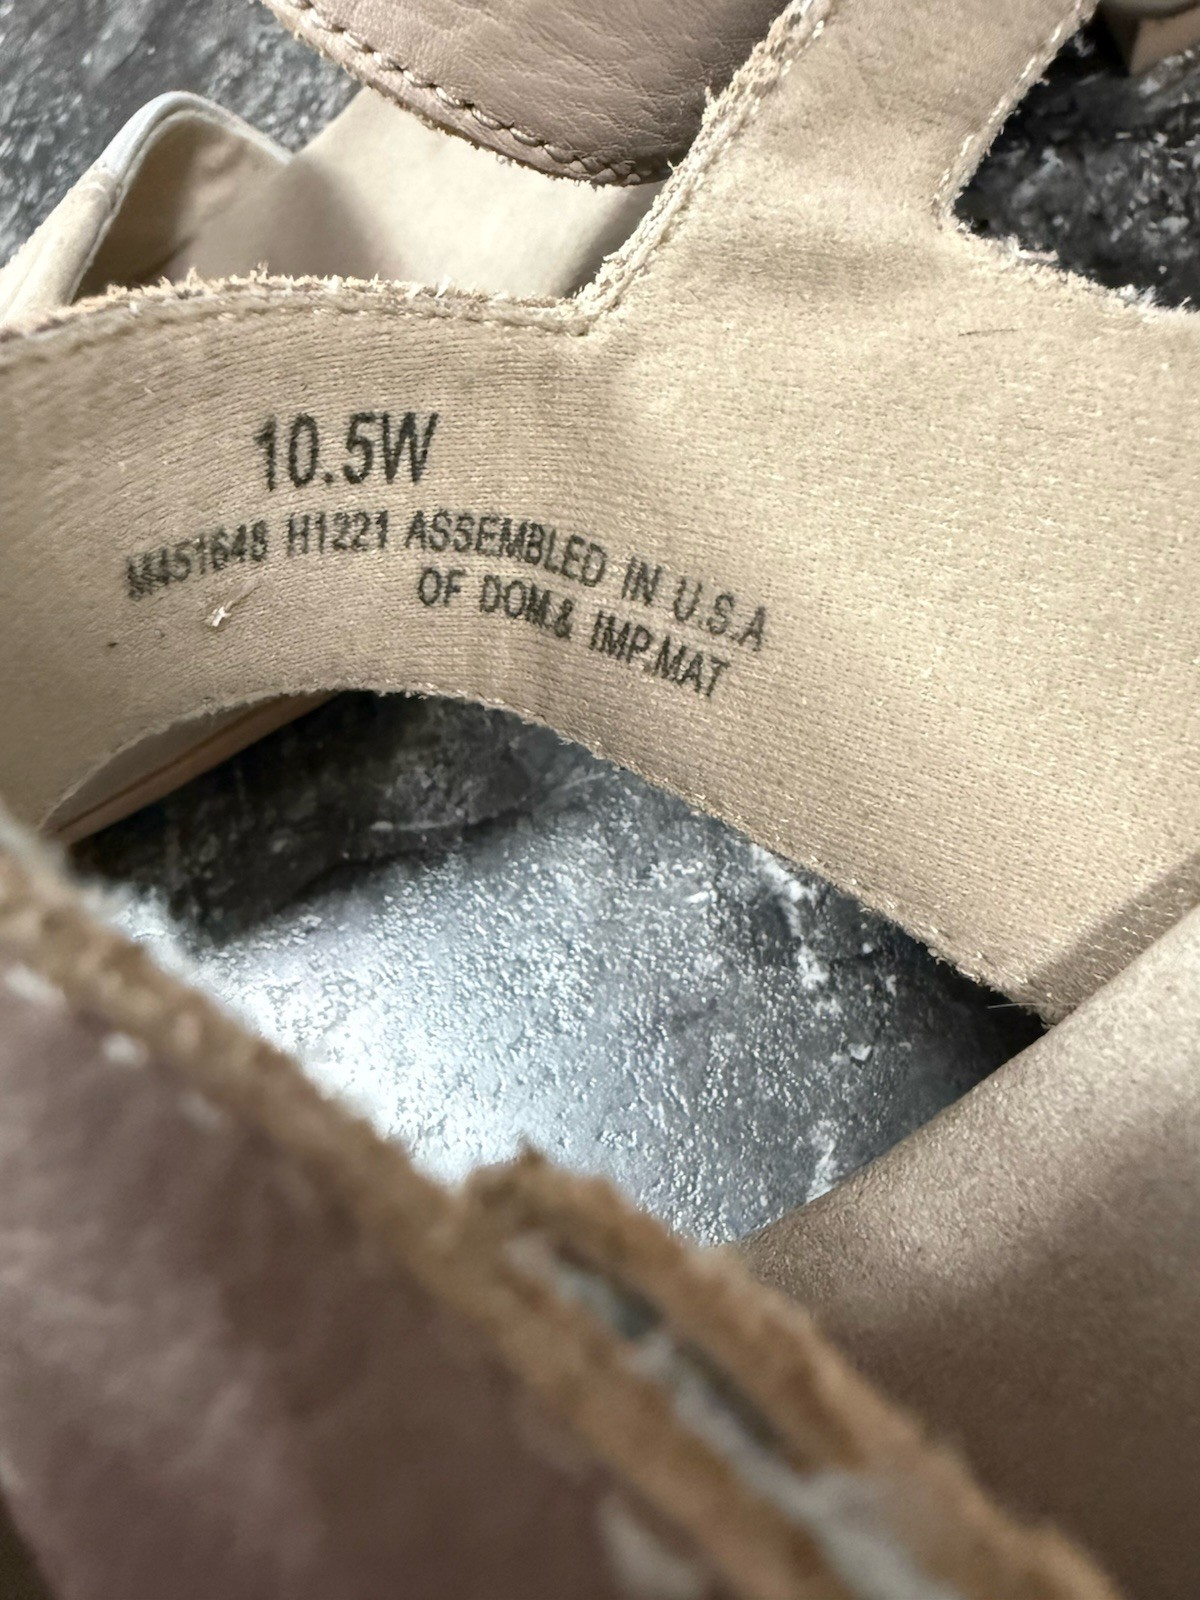 10.5W
M451648 H1221 ASSEMBLED IN U.S.A
OF DOM.& IMP.MAT